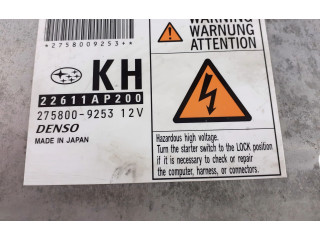 *2758009253*
KH
22611AP200
275800-9253 12V
DENSO
MADE IN JAPAN
WARNING
WARNUNG
ATTENTION
Hazardous high voltage.
Turn the starter switch to the LOCK position
if it is necessary to check or repair
the computer, harness, or connectors.